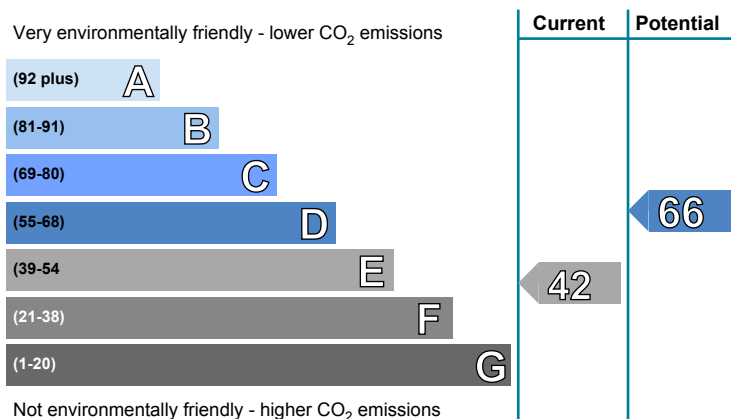 Very environmentally friendly - lower CO2 emissions
Current
Potential
(92 plus) A
(81-91) B
(69-80) C
(55-68) D
66
(39-54 E
42
(21-38) F
(1-20) G
Not environmentally friendly - higher CO2 emissions